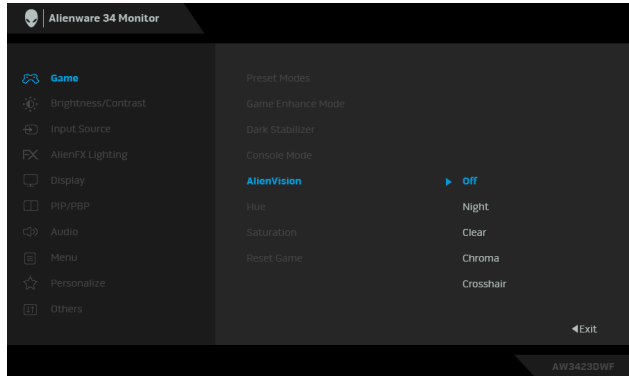 Alienware 34 Monitor
Game
Preset Modes
Brightness/Contrast
Game Enhance Mode
Input Source
Dark Stabilizer
FX AlienFX Lighting
Console Mode
Display
AlienVision
Off
PIP/PBP
Hue
Night
Audio
Saturation
Clear
Menu
Reset Game
Chroma
Personalize
Crosshair
Others
Exit
AW3423DWF